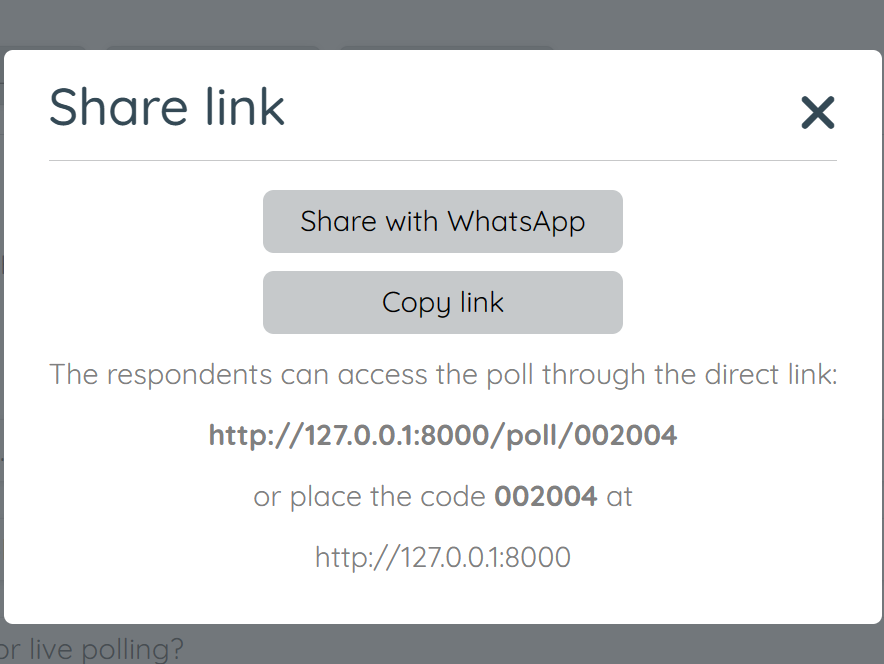 Share link
Share with WhatsApp
Copy link
The respondents can access the poll through the direct link:
http://127.0.0.1:8000/poll/002004
or place the code 002004 at
http://127.0.0.1:8000
or live polling?